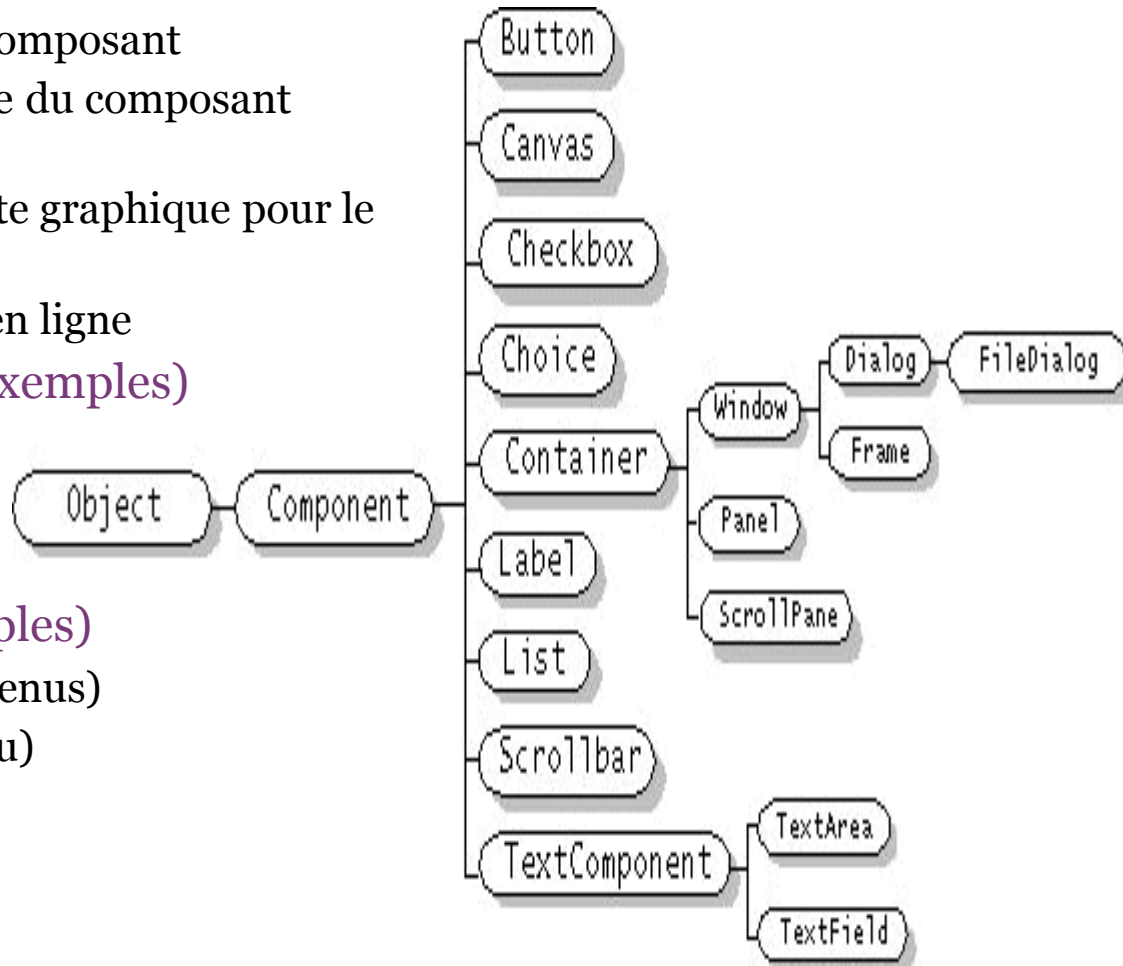 omposant
e du composant
te graphique pour le
en ligne
xemples)
ples)
enus)
u)
Object
Component
Button
Canvas
Checkbox
Choice
Container
Label
List
Scrollbar
TextComponent
Window
Panel
ScrollPane
Dialog
Frame
FileDialog
TextArea
TextField